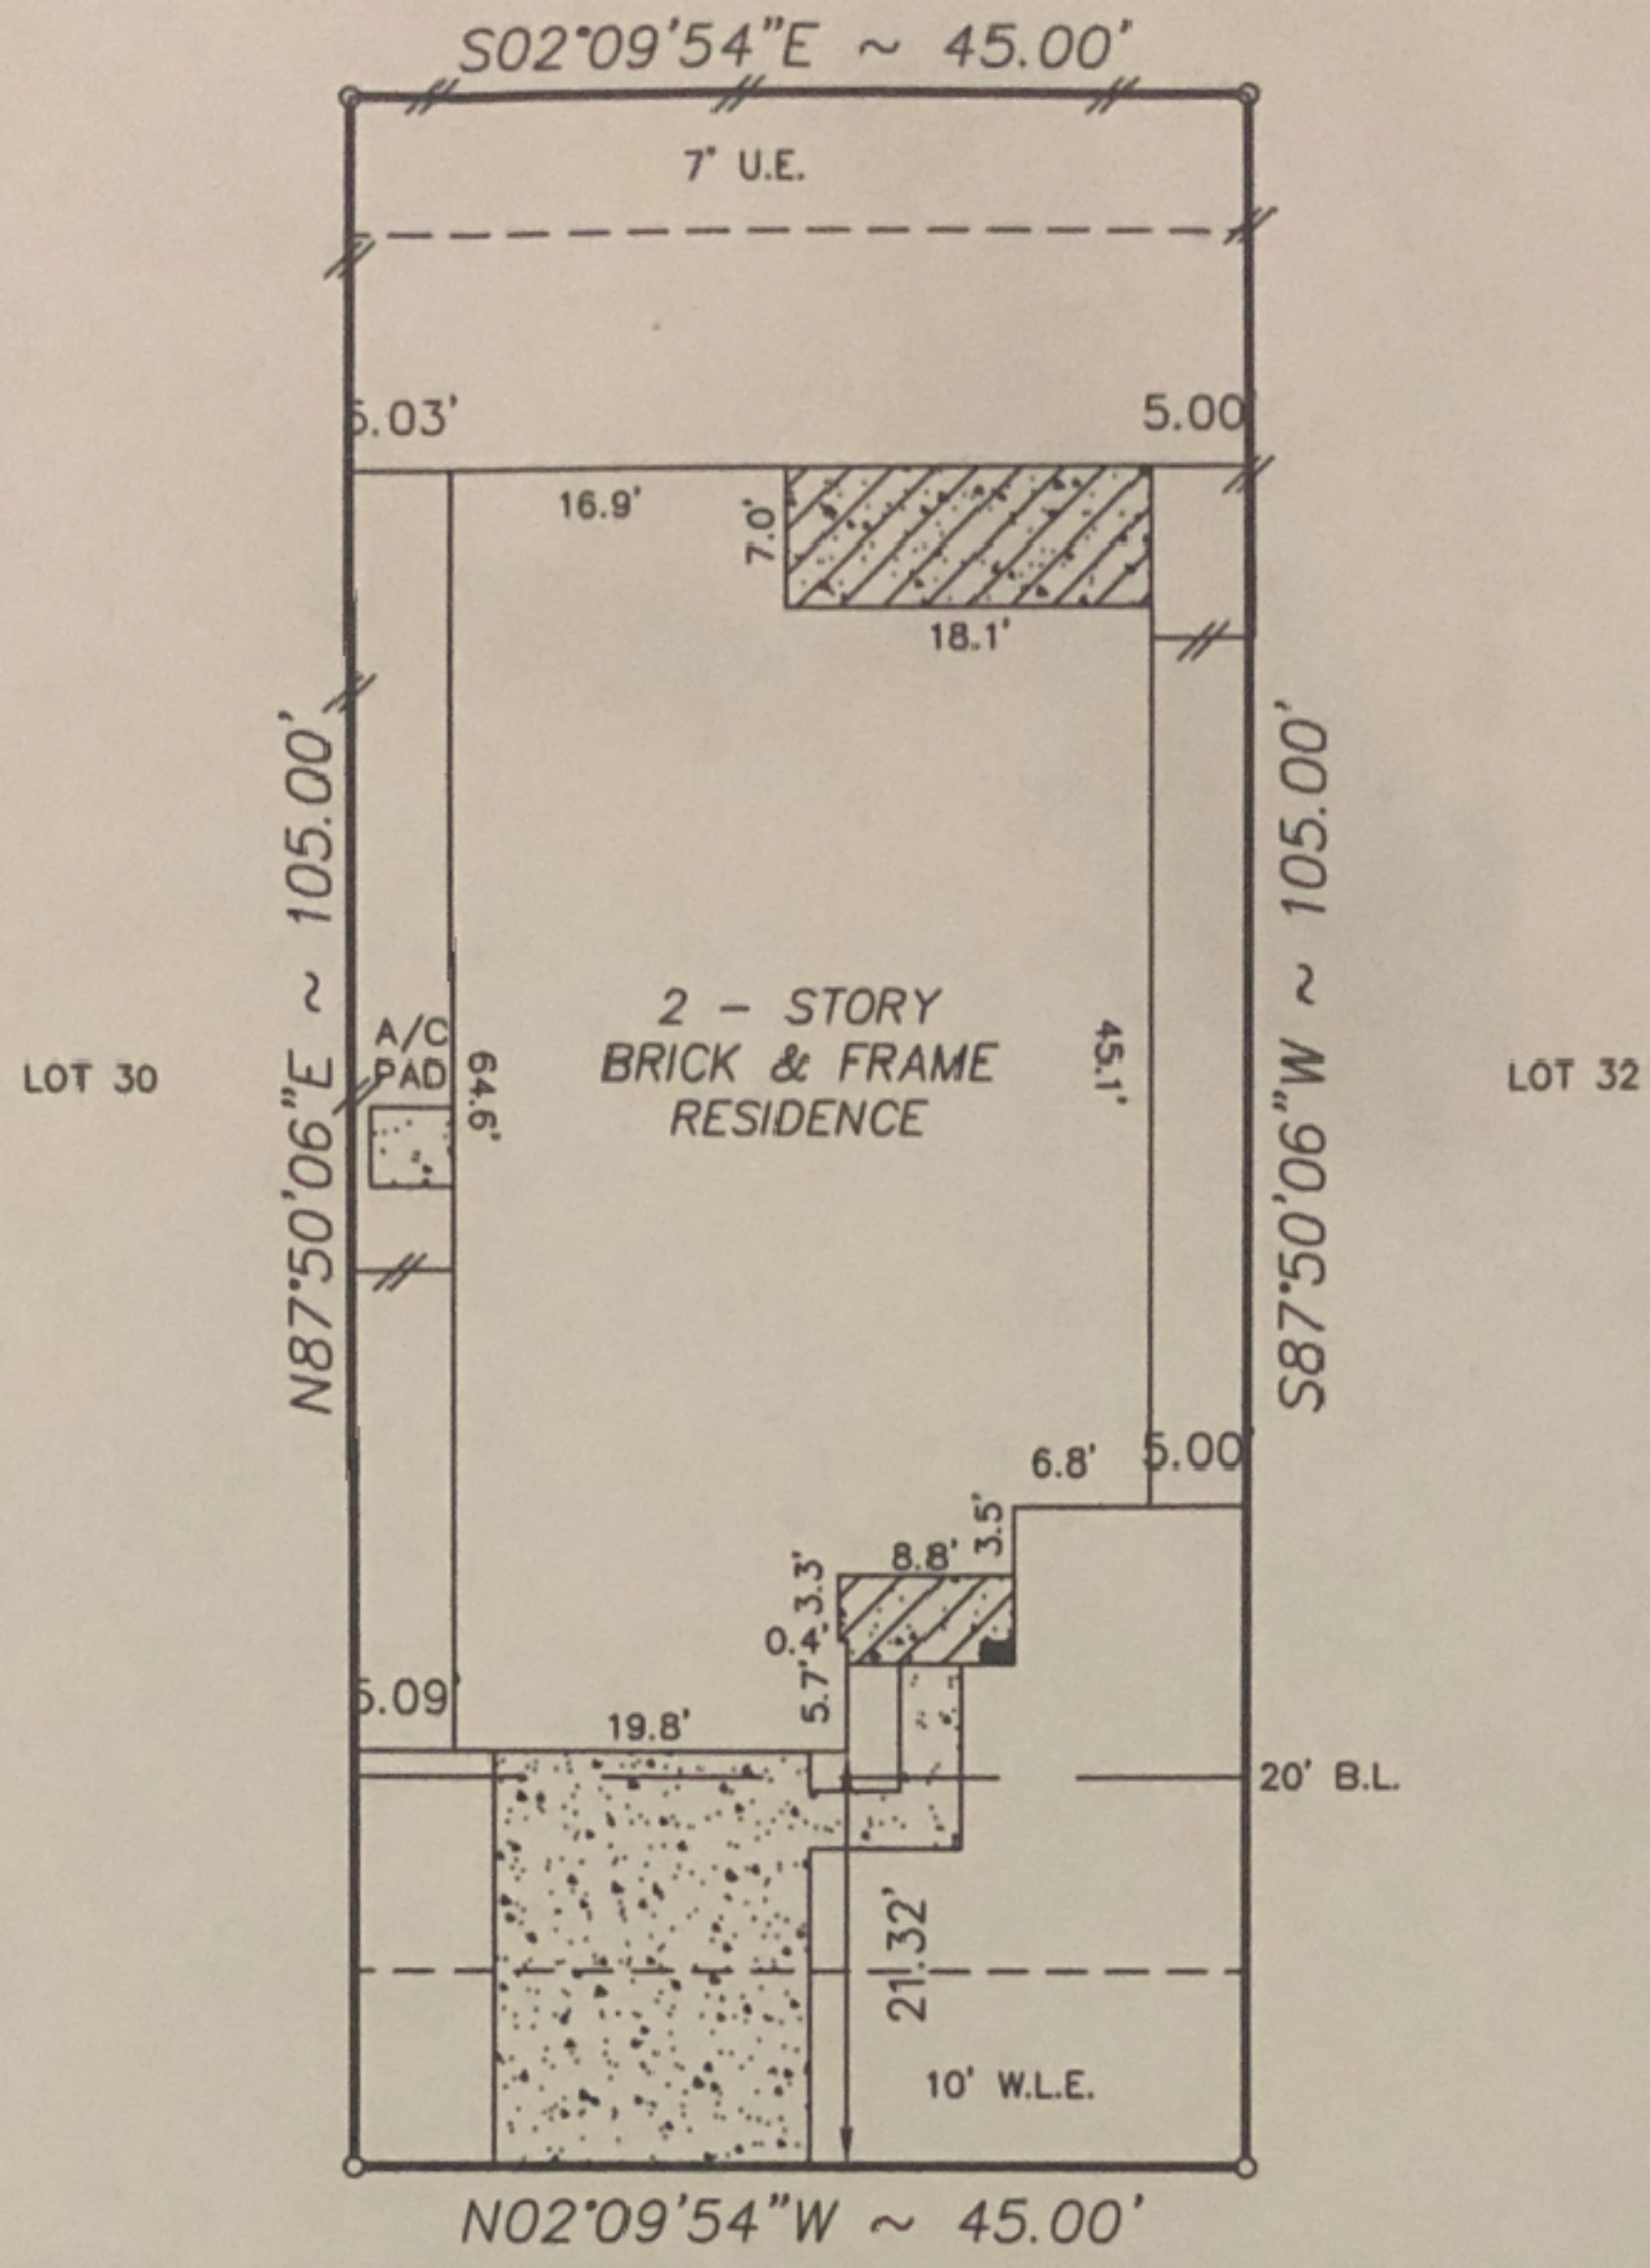 S02°09'54"E ~ 45.00'
7' U.E.
5.03'
5.00
16.9'
7.0'
18.1'
N87°50'06"E ~ 105.00'
S87°50'06"W ~ 105.00'
LOT 30
A/C
PAD
64.6'
2 - STORY
BRICK & FRAME
RESIDENCE
45.1'
LOT 32
6.8'
5.00'
3.5'
8.8'
3.3'
0.4'
5.7'
5.09'
19.8'
20' B.L.
21.32'
10' W.L.E.
N02°09'54"W ~ 45.00'